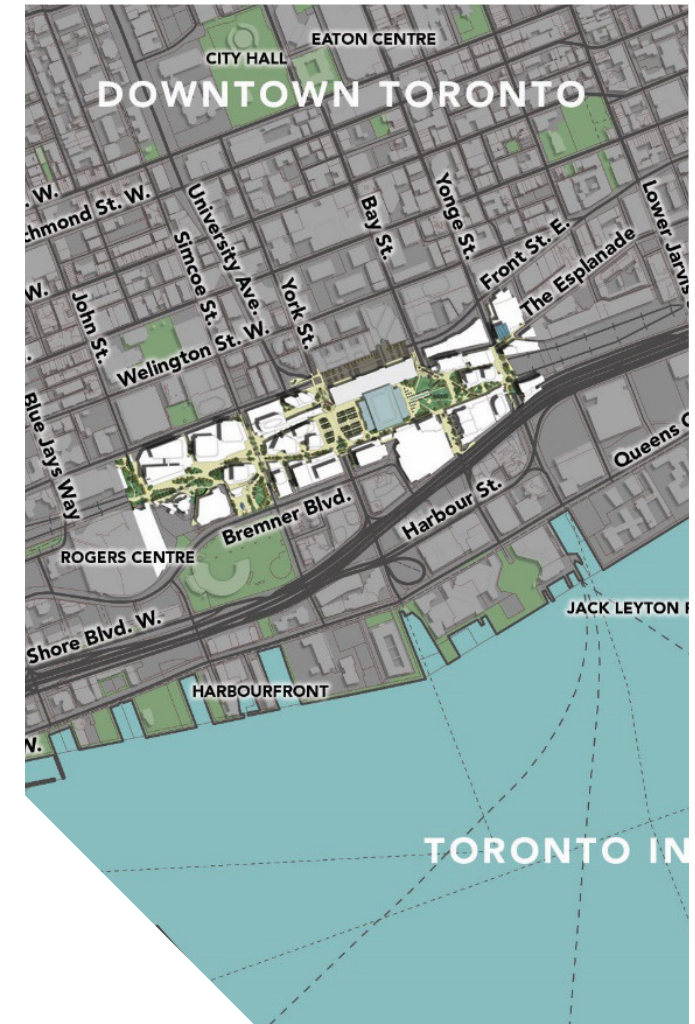 EATON CENTRE
CITY HALL
DOWNTOWN TORONTO
. W.
chmond St. W.
W.
John St.
Simcoe St.
University Ave.
York St.
Bay St.
Yonge St.
Front St. E.
The Esplanade
Lower Jarvis
Welington St. W.
Blue Jays Way
Bremner Blvd.
Harbour St.
Queens Q
ROGERS CENTRE
Shore Blvd. W.
JACK LEYTON F
HARBOURFRONT
W.
TORONTO IN